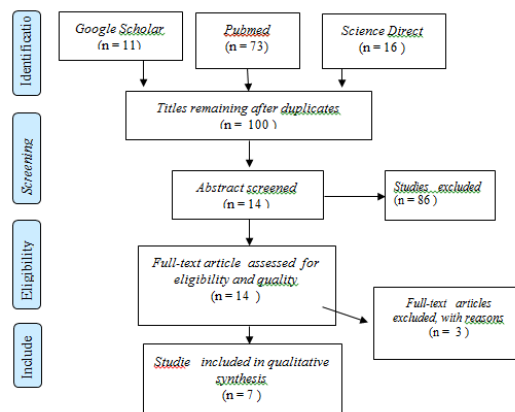 Identificatio
Google Scholar
(n = 11)
Pubmed
(n = 73)
Science Direct
(n = 16 )
Titles remaining after duplicates
(n = 100 )
Screening
Abstract screened
(n = 14 )
Studies excluded
(n = 86 )
Eligibility
Full-text article assessed for
eligibility and quality
(n = 14 )
Full-text articles
excluded, with reasons
(n = 3 )
Include
Studie included in qualitative
synthesis
(n = 7 )